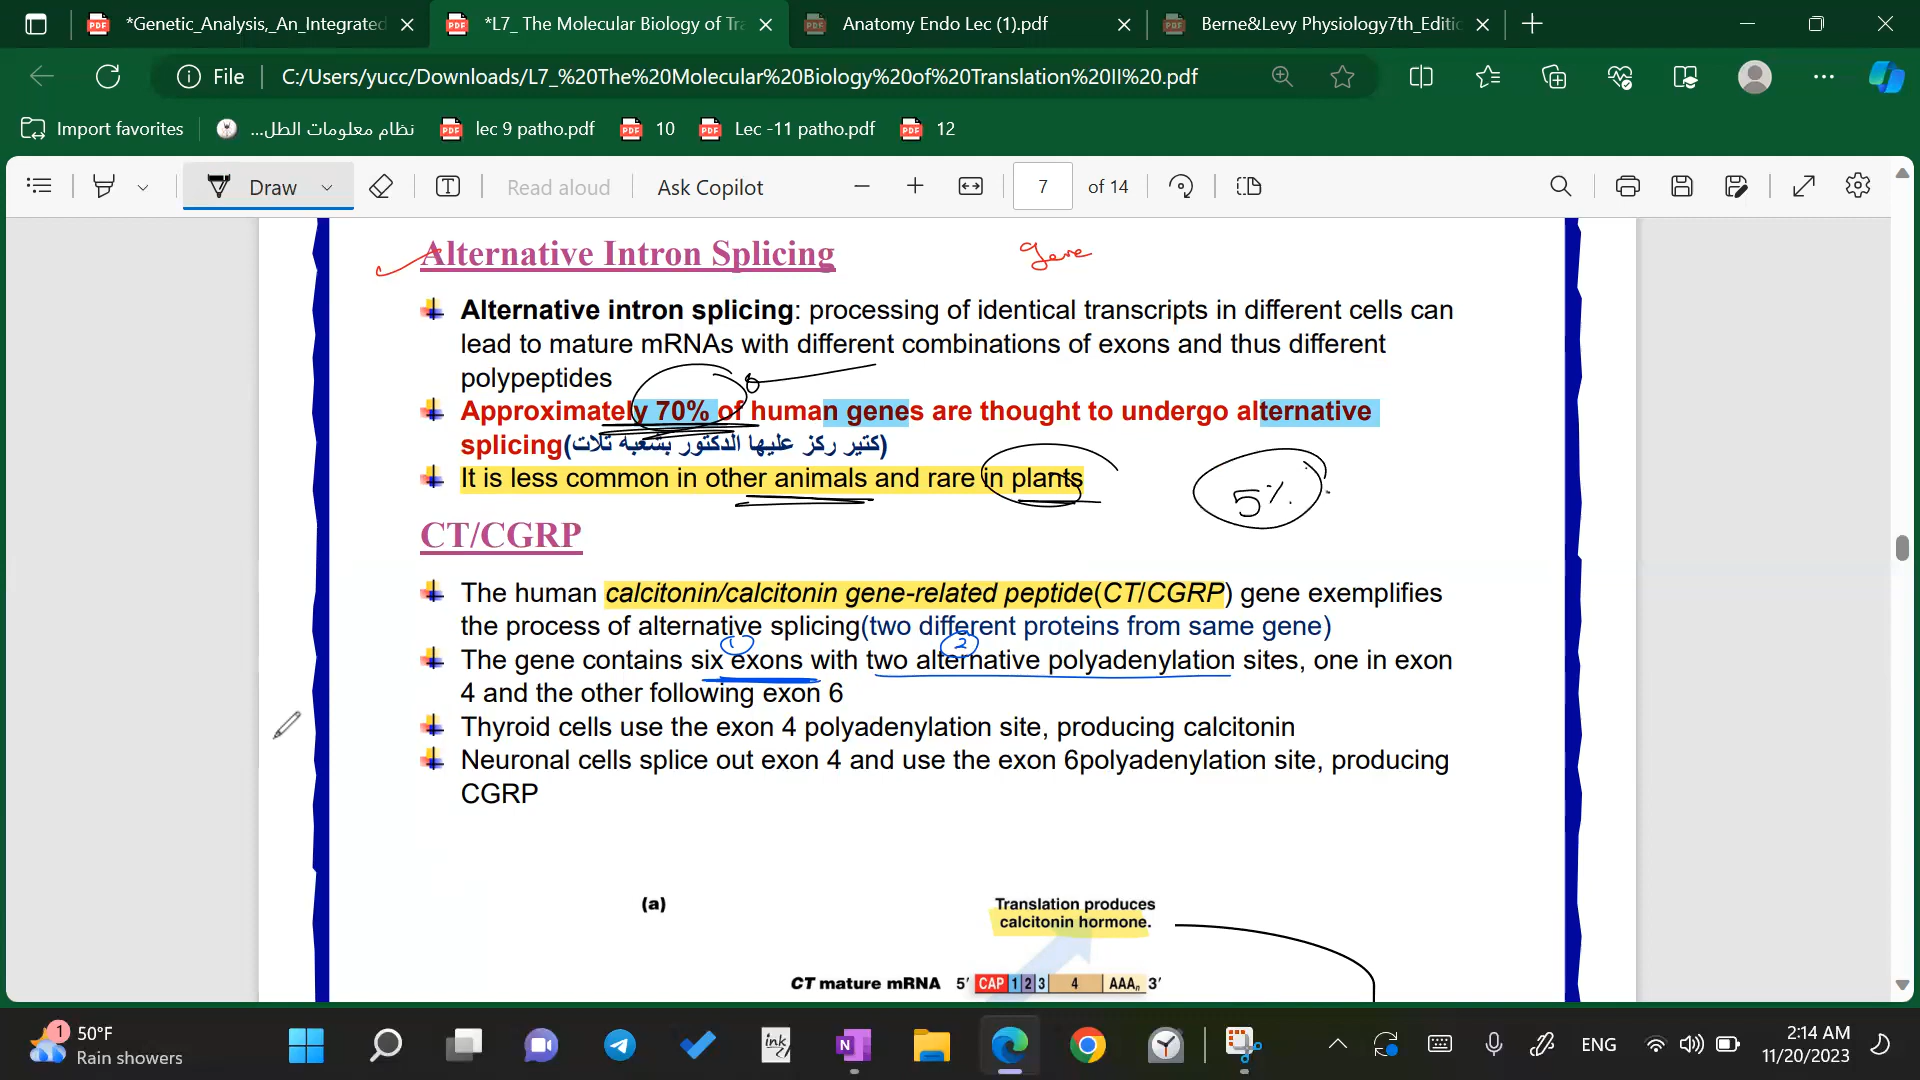 *Genetic_Analysis,_An_Integrated
*L7_ The Molecular Biology of Tra
Anatomy Endo Lec (1).pdf
Berne&Levy Physiology7th_Editio
File
C:/Users/yucc/Downloads/L7_%20The%20Molecular%20Biology%20of%20Translation%20II%20.pdf
Import favorites
نظام معلومات الطل...
lec 9 patho.pdf
10
Lec -11 patho.pdf
12
Draw
Read aloud
Ask Copilot
7
of 14
Alternative Intron Splicing
gene
Alternative intron splicing: processing of identical transcripts in different cells can
lead to mature mRNAs with different combinations of exons and thus different
polypeptides
Approximately 70% of human genes are thought to undergo alternative
splicing(كتير ركز عليها الدكتور بشعبه تلات)
It is less common in other animals and rare in plants
5%
CT/CGRP
The human calcitonin/calcitonin gene-related peptide(CT/CGRP) gene exemplifies
the process of alternative splicing(two different proteins from same gene)
1
2
The gene contains six exons with two alternative polyadenylation sites, one in exon
4 and the other following exon 6
Thyroid cells use the exon 4 polyadenylation site, producing calcitonin
Neuronal cells splice out exon 4 and use the exon 6polyadenylation site, producing
CGRP
(a)
Translation produces
calcitonin hormone.
CT mature mRNA 5′ CAP 1 2 3 4 AAAn 3′
1
50°F
Rain showers
ink
ENG
2:14 AM
11/20/2023